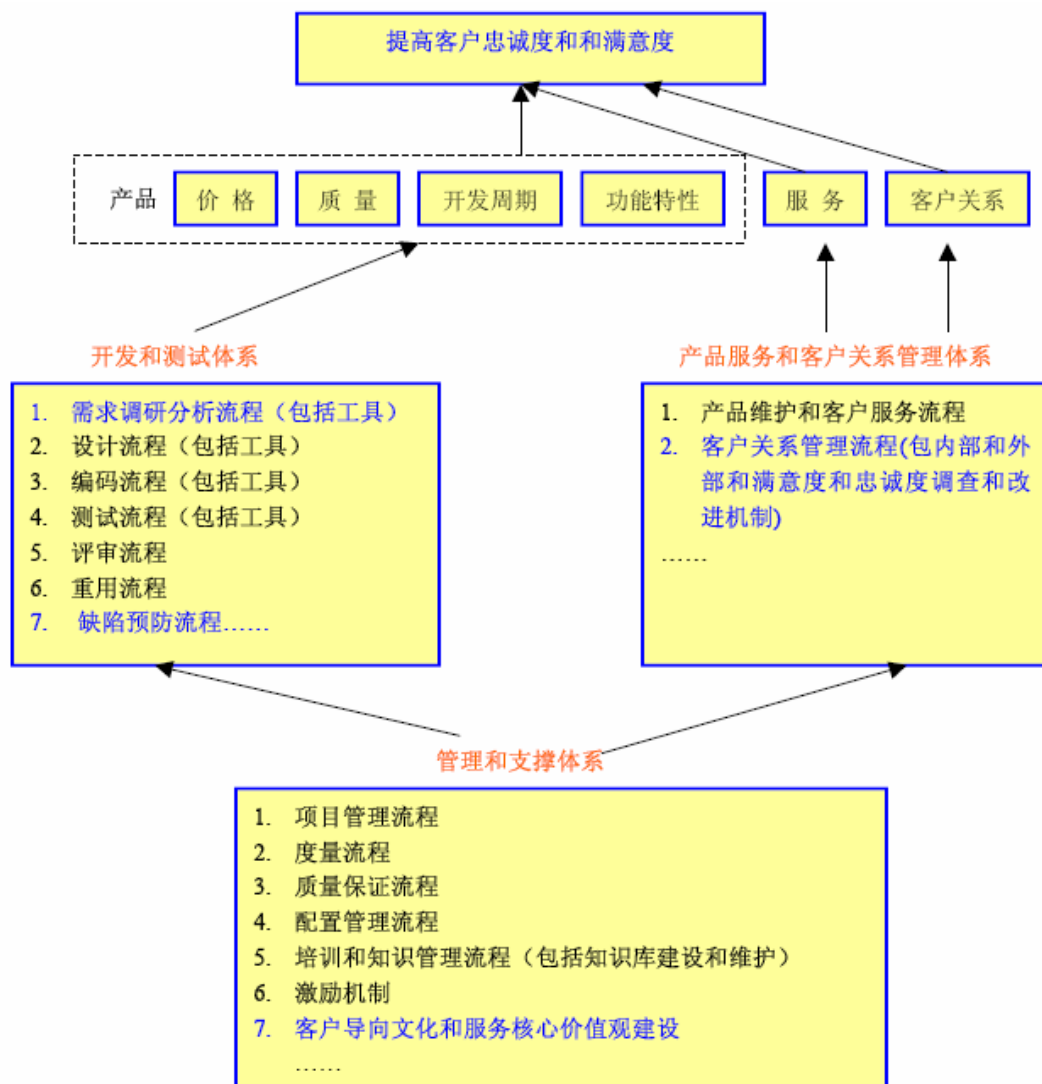 提高客户忠诚度和和满意度
产品 价 格 质 量 开发周期 功能特性 服 务 客户关系
开发和测试体系
1. 需求调研分析流程（包括工具）
2. 设计流程（包括工具）
3. 编码流程（包括工具）
4. 测试流程（包括工具）
5. 评审流程
6. 重用流程
7. 缺陷预防流程……
产品服务和客户关系管理体系
1. 产品维护和客户服务流程
2. 客户关系管理流程(包内部和外
部和满意度和忠诚度调查和改
进机制)
……
管理和支撑体系
1. 项目管理流程
2. 度量流程
3. 质量保证流程
4. 配置管理流程
5. 培训和知识管理流程（包括知识库建设和维护）
6. 激励机制
7. 客户导向文化和服务核心价值观建设
……